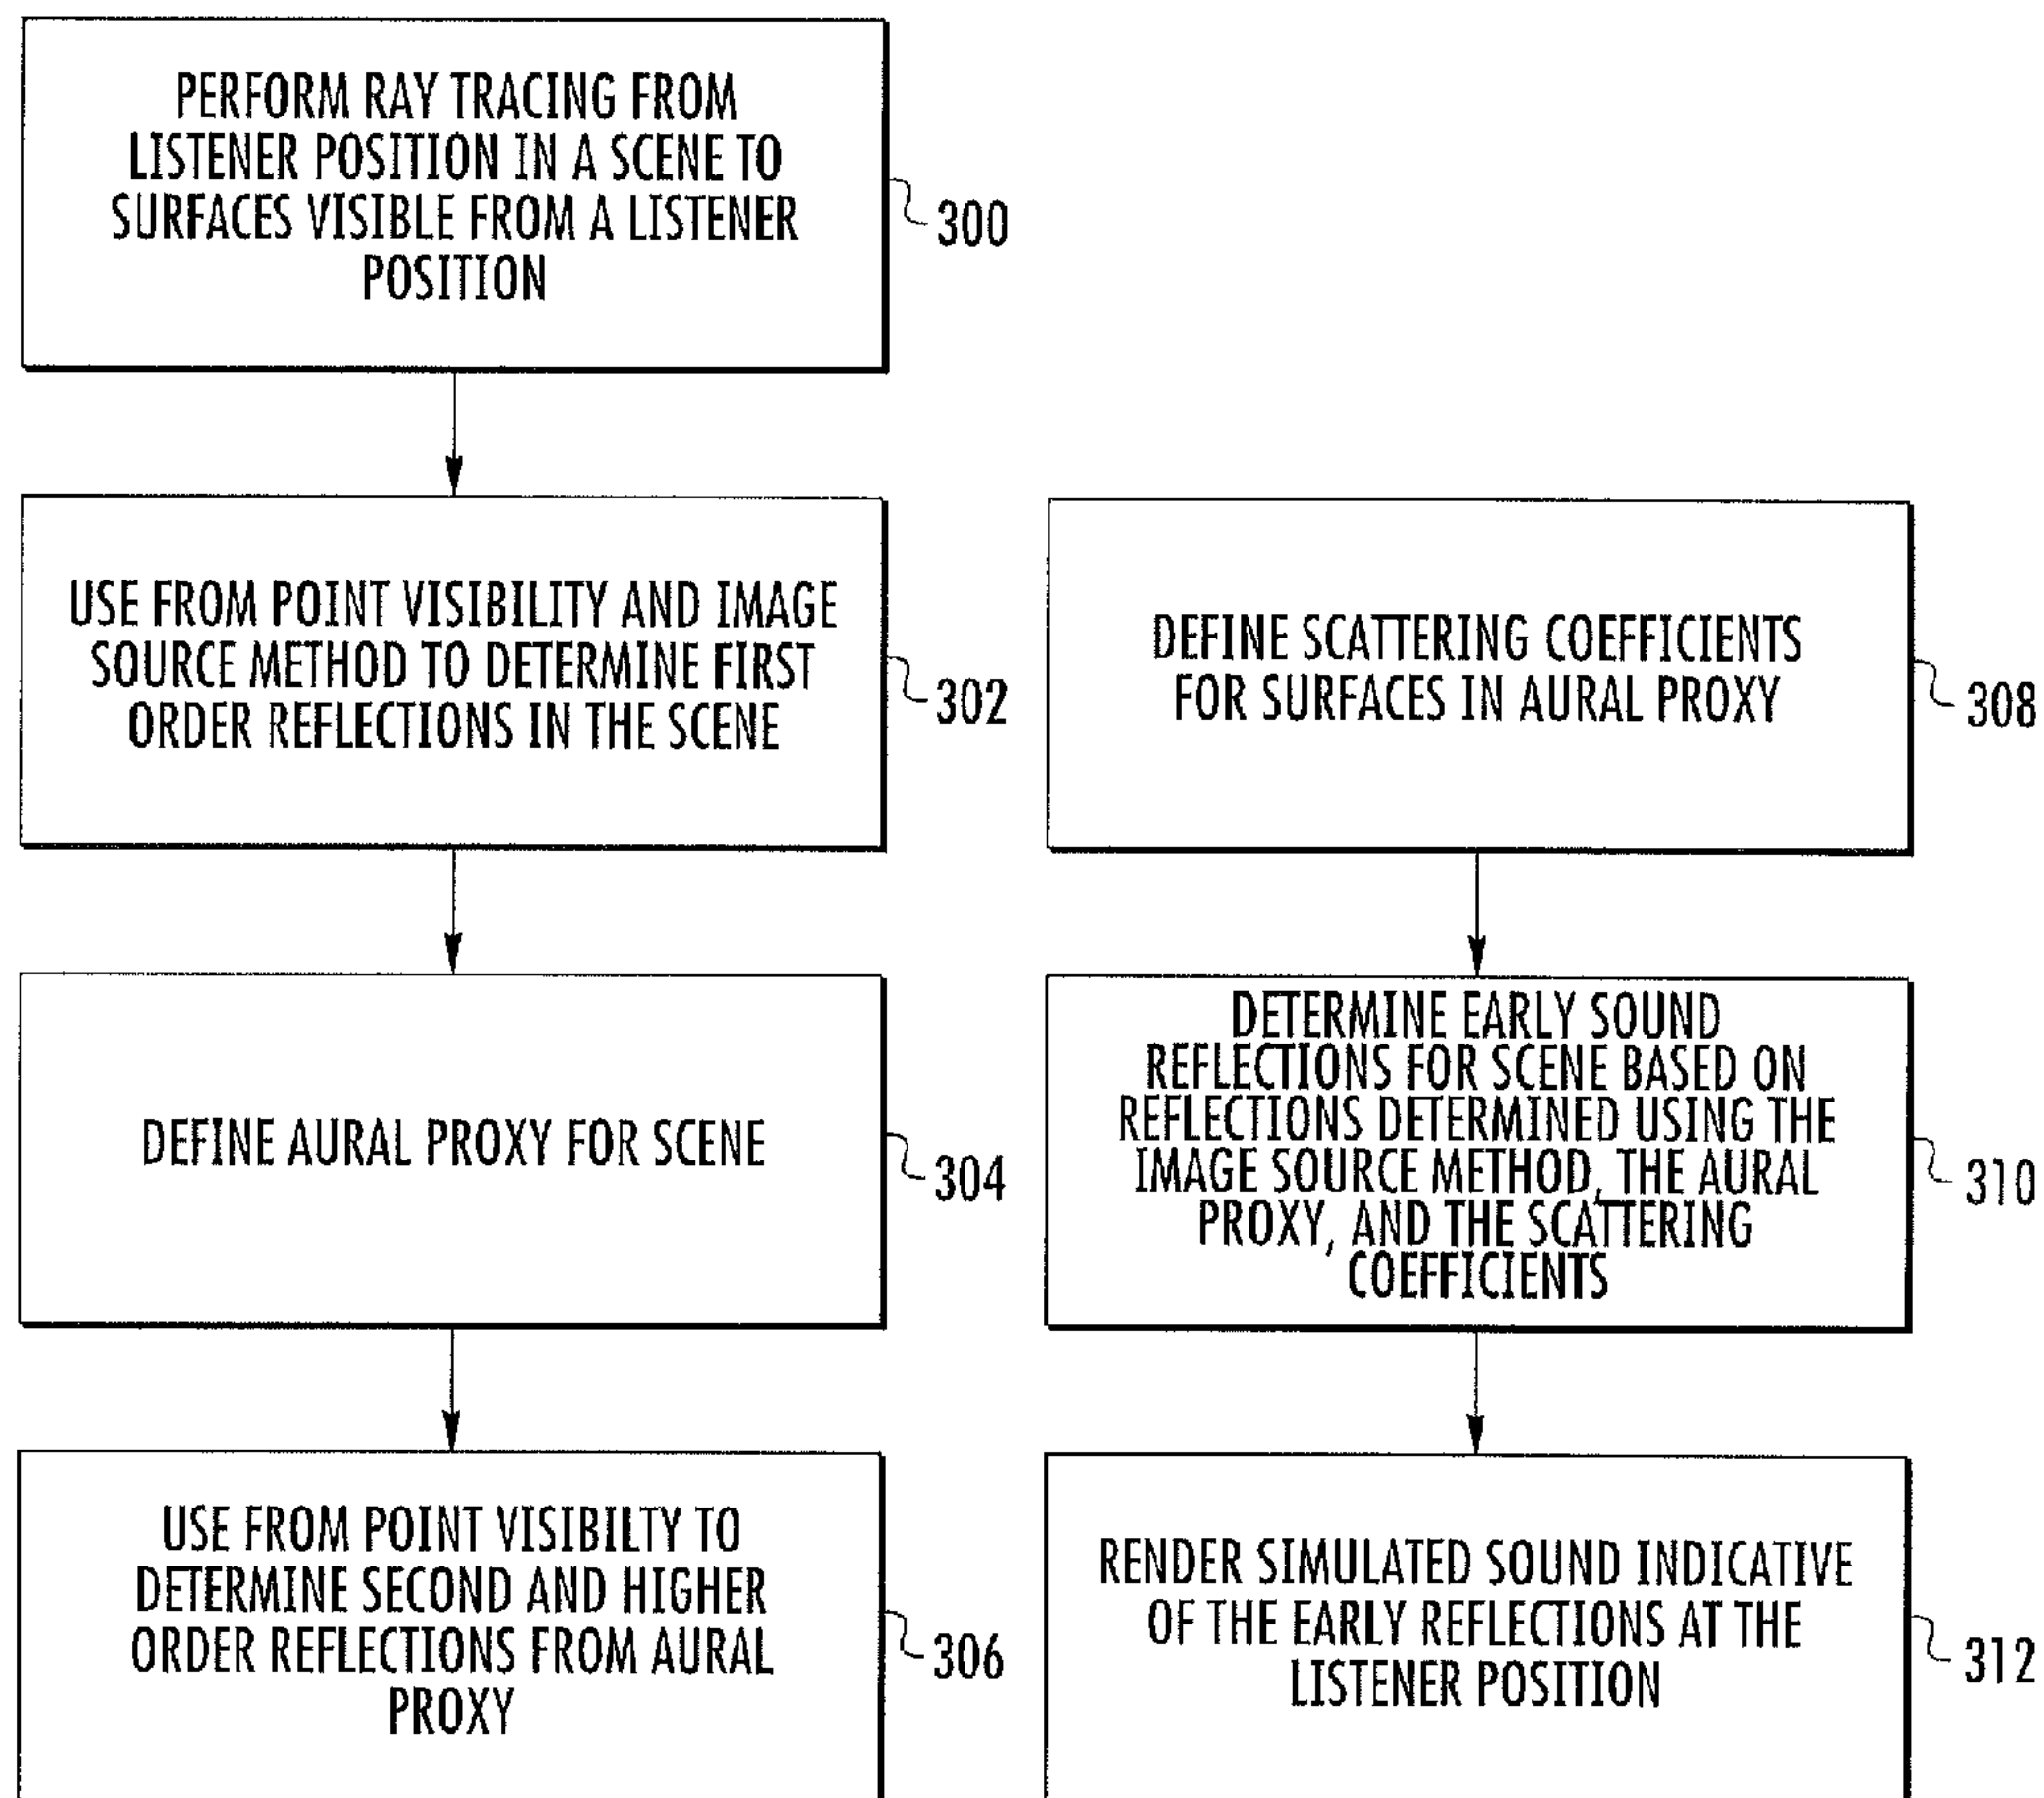 PERFORM RAY TRACING FROM
LISTENER POSITION IN A SCENE TO
SURFACES VISIBLE FROM A LISTENER
POSITION
300
USE FROM POINT VISIBILITY AND IMAGE
SOURCE METHOD TO DETERMINE FIRST
ORDER REFLECTIONS IN THE SCENE
302
DEFINE AURAL PROXY FOR SCENE
304
USE FROM POINT VISIBILTY TO
DETERMINE SECOND AND HIGHER
ORDER REFLECTIONS FROM AURAL
PROXY
306
DEFINE SCATTERING COEFFICIENTS
FOR SURFACES IN AURAL PROXY
308
DETERMINE EARLY SOUND
REFLECTIONS FOR SCENE BASED ON
REFLECTIONS DETERMINED USING THE
IMAGE SOURCE METHOD, THE AURAL
PROXY, AND THE SCATTERING
COEFFICIENTS
310
RENDER SIMULATED SOUND INDICATIVE
OF THE EARLY REFLECTIONS AT THE
LISTENER POSITION
312